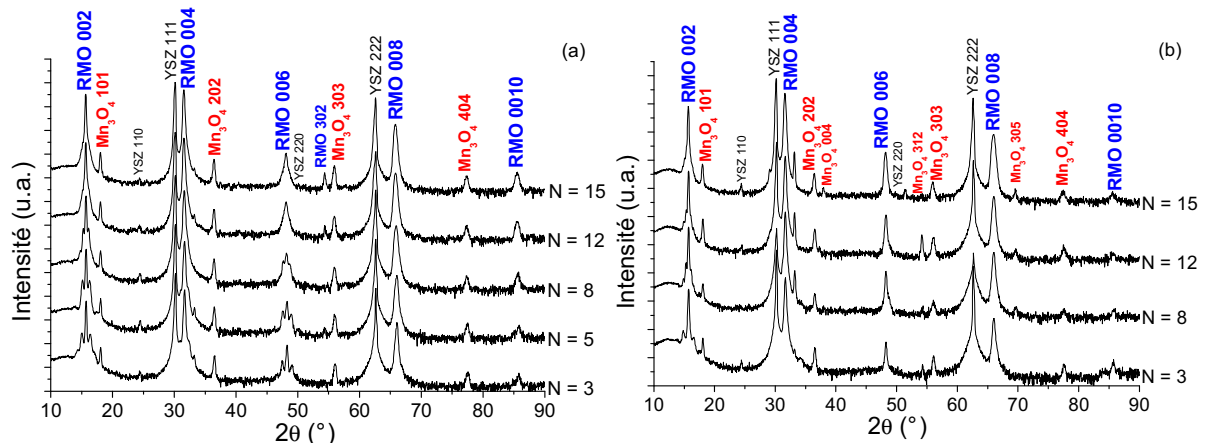 (a)
Intensité (u.a.)
RMO 002
Mn₃O₄ 101
YSZ 110
YSZ 111
RMO 004
Mn₃O₄ 202
RMO 006
YSZ 220
RMO 302
Mn₃O₄ 303
YSZ 222
RMO 008
Mn₃O₄ 404
RMO 0010
N = 15
N = 12
N = 8
N = 5
N = 3
10 20 30 40 50 60 70 80 90
2θ (°)
(b)
Intensité (u.a.)
RMO 002
Mn₃O₄ 101
YSZ 110
YSZ 111
RMO 004
Mn₃O₄ 202
Mn₃O₄ 004
RMO 006
YSZ 220
Mn₃O₄ 312
Mn₃O₄ 303
YSZ 222
RMO 008
Mn₃O₄ 305
Mn₃O₄ 404
RMO 0010
N = 15
N = 12
N = 8
N = 3
10 20 30 40 50 60 70 80 90
2θ (°)